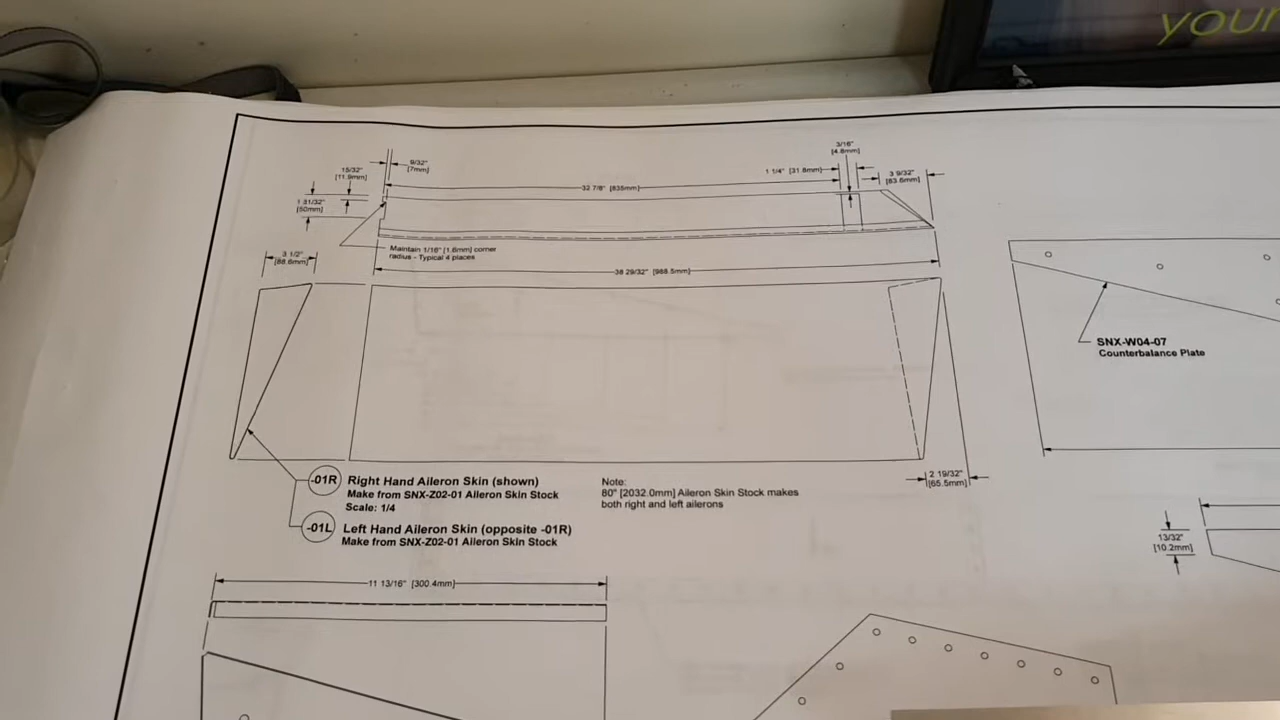 your
3/16"
[4.8mm]
9/32"
[7mm]
15/32"
[11.9mm]
1 1/4" [31.8mm]
3 9/32"
[83.6mm]
32 7/8" [835mm]
1 31/32"
[50mm]
Maintain 1/16" [1.6mm] corner
radius - Typical 4 places
3 1/2"
[88.6mm]
38 29/32" [988.5mm]
SNX-W04-07
Counterbalance Plate
2 19/32"
[65.5mm]
-01R
Right Hand Aileron Skin (shown)
Make from SNX-Z02-01 Aileron Skin Stock
Scale: 1/4
Note:
80" [2032.0mm] Aileron Skin Stock makes
both right and left ailerons
-01L
Left Hand Aileron Skin (opposite -01R)
Make from SNX-Z02-01 Aileron Skin Stock
13/32"
[10.2mm]
11 13/16" [300.4mm]